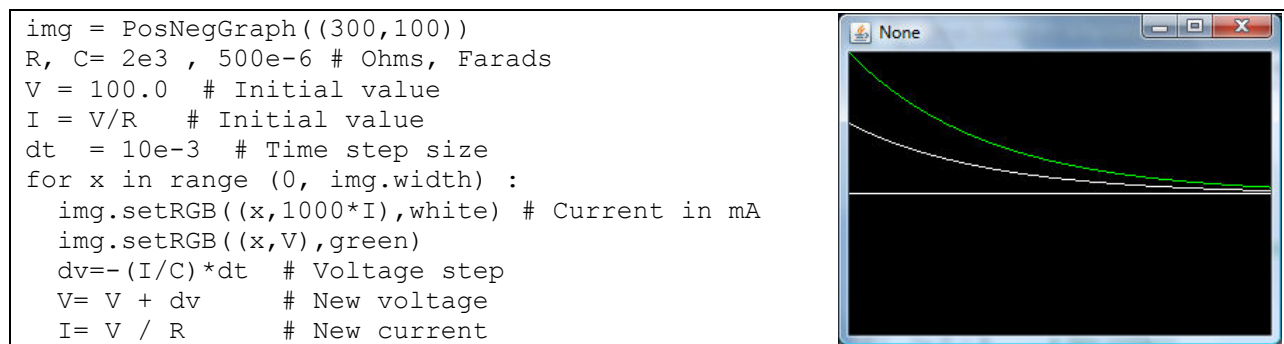 img = PosNegGraph((300,100))
R, C= 2e3 , 500e-6 # Ohms, Farads
V = 100.0  # Initial value
I = V/R   # Initial value
dt  = 10e-3  # Time step size
for x in range (0, img.width) :
  img.setRGB((x,1000*I),white) # Current in mA
  img.setRGB((x,V),green)
  dv=-(I/C)*dt  # Voltage step
  V= V + dv     # New voltage
  I= V / R      # New current
None